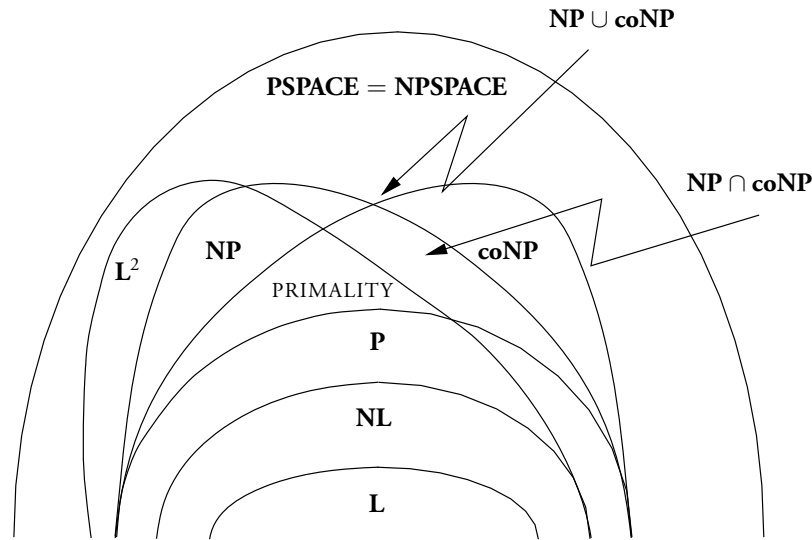 NP ∪ coNP
PSPACE = NPSPACE
NP ∩ coNP
NP
coNP
L²
PRIMALITY
P
NL
L